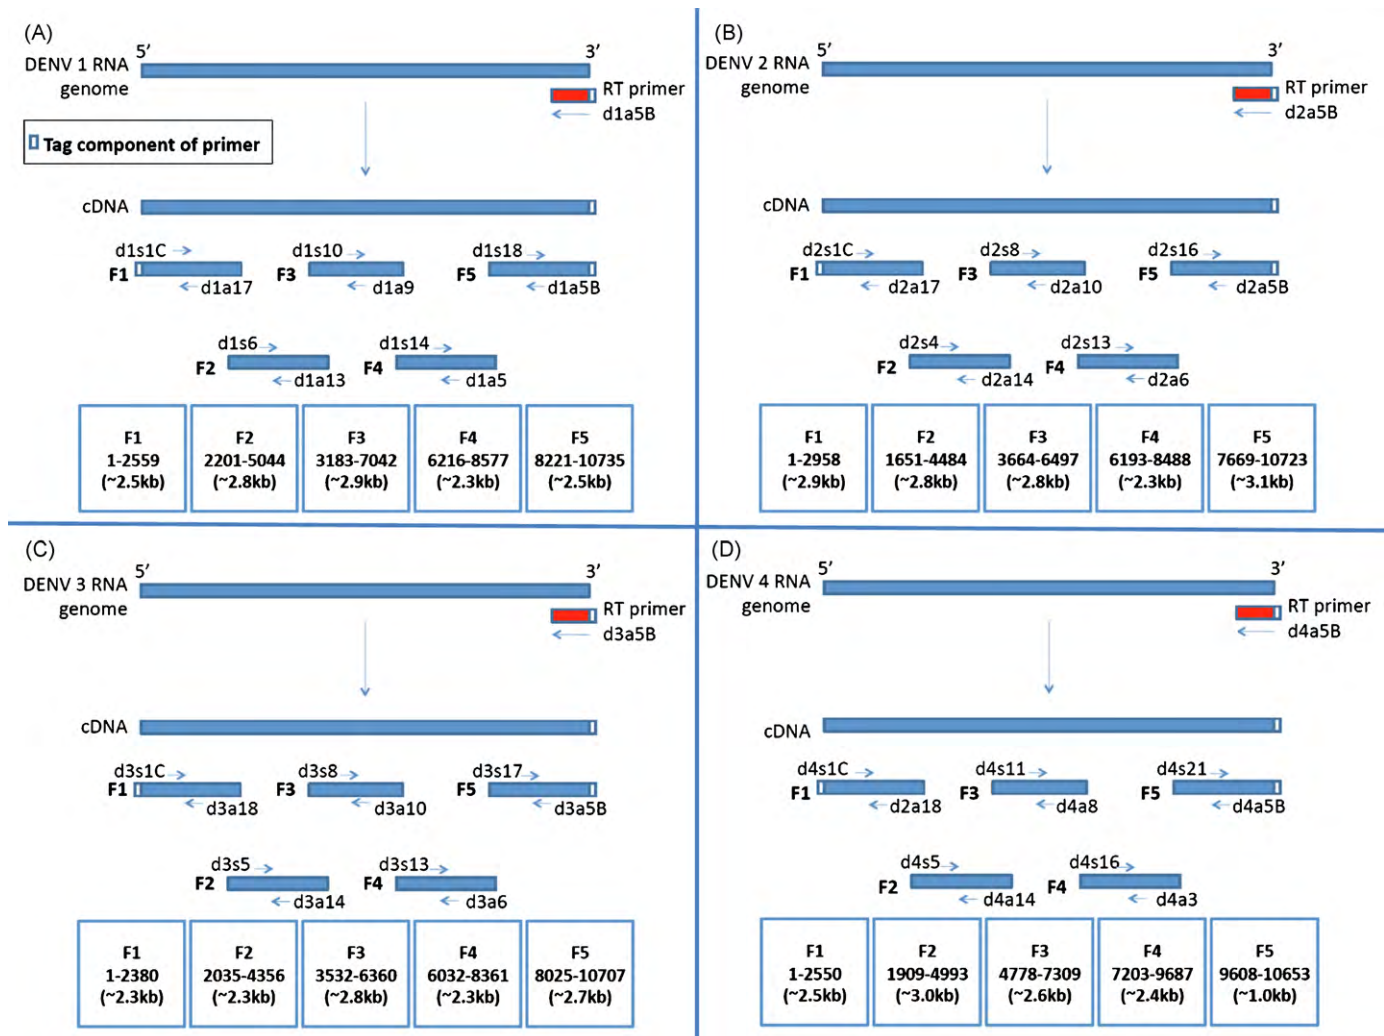 (A)
5’
3’
DENV 1 RNA
genome
RT primer
d1a5B
Tag component of primer
cDNA
d1s1C
d1s10
d1s18
F1
F3
F5
d1a17
d1a9
d1a5B
d1s6
d1s14
F2
F4
d1a13
d1a5
F1
1-2559
(~2.5kb)
F2
2201-5044
(~2.8kb)
F3
3183-7042
(~2.9kb)
F4
6216-8577
(~2.3kb)
F5
8221-10735
(~2.5kb)
(B)
5’
3’
DENV 2 RNA
genome
RT primer
d2a5B
cDNA
d2s1C
d2s8
d2s16
F1
F3
F5
d2a17
d2a10
d2a5B
d2s4
d2s13
F2
F4
d2a14
d2a6
F1
1-2958
(~2.9kb)
F2
1651-4484
(~2.8kb)
F3
3664-6497
(~2.8kb)
F4
6193-8488
(~2.3kb)
F5
7669-10723
(~3.1kb)
(C)
5’
3’
DENV 3 RNA
genome
RT primer
d3a5B
cDNA
d3s1C
d3s8
d3s17
F1
F3
F5
d3a18
d3a10
d3a5B
d3s5
d3s13
F2
F4
d3a14
d3a6
F1
1-2380
(~2.3kb)
F2
2035-4356
(~2.3kb)
F3
3532-6360
(~2.8kb)
F4
6032-8361
(~2.3kb)
F5
8025-10707
(~2.7kb)
(D)
5’
3’
DENV 4 RNA
genome
RT primer
d4a5B
cDNA
d4s1C
d4s11
d4s21
F1
F3
F5
d2a18
d4a8
d4a5B
d4s5
d4s16
F2
F4
d4a14
d4a3
F1
1-2550
(~2.5kb)
F2
1909-4993
(~3.0kb)
F3
4778-7309
(~2.6kb)
F4
7203-9687
(~2.4kb)
F5
9608-10653
(~1.0kb)